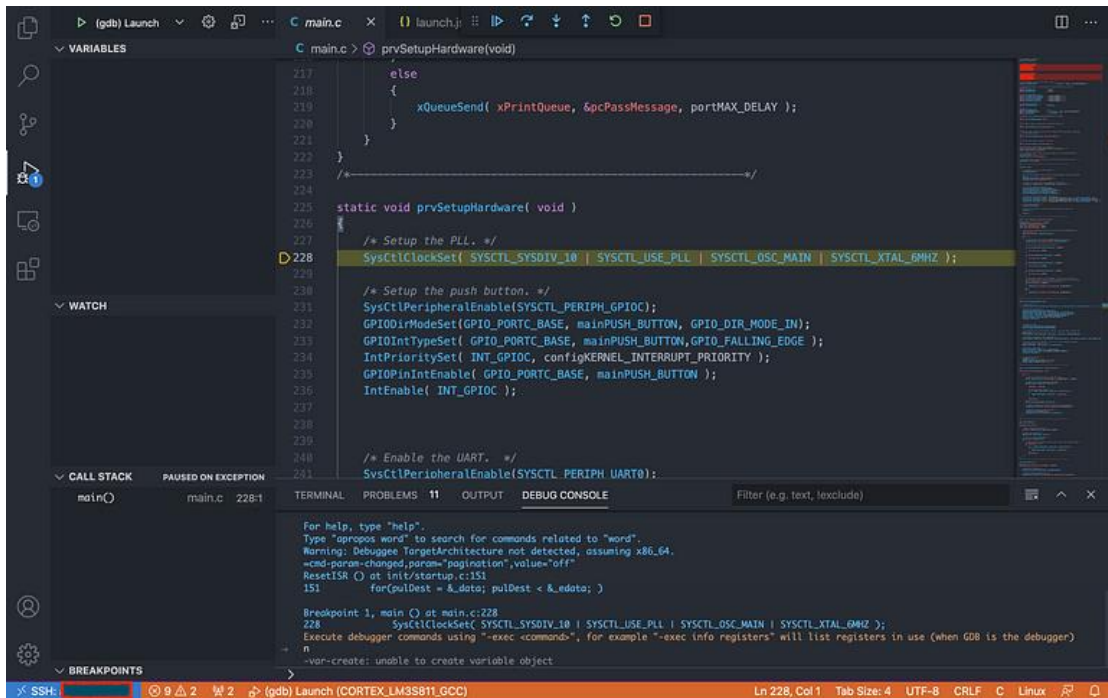 (gdb) Launch
C main.c
launch.js
VARIABLES
C main.c > prvSetupHardware(void)
217 else
218 {
219 xQueueSend( xPrintQueue, &pcPassMessage, portMAX_DELAY );
220 }
221 }
222 }
223 /*-----------------------------------------------------------*/
224
225 static void prvSetupHardware( void )
226 {
227 /* Setup the PLL. */
228 SysCtlClockSet( SYSCTL_SYSDIV_10 | SYSCTL_USE_PLL | SYSCTL_OSC_MAIN | SYSCTL_XTAL_6MHZ );
229
230 /* Setup the push button. */
231 SysCtlPeripheralEnable(SYSCTL_PERIPH_GPIOC);
232 GPIODirModeSet(GPIO_PORTC_BASE, mainPUSH_BUTTON, GPIO_DIR_MODE_IN);
233 GPIOIntTypeSet( GPIO_PORTC_BASE, mainPUSH_BUTTON,GPIO_FALLING_EDGE );
234 IntPrioritySet( INT_GPIOC, configKERNEL_INTERRUPT_PRIORITY );
235 GPIOPinIntEnable( GPIO_PORTC_BASE, mainPUSH_BUTTON );
236 IntEnable( INT_GPIOC );
237
238
239
240 /* Enable the UART. */
241 SysCtlPeripheralEnable(SYSCTL_PERIPH_UART0);
1
WATCH
CALL STACK PAUSED ON EXCEPTION
main() main.c 228:1
BREAKPOINTS
TERMINAL PROBLEMS 11 OUTPUT DEBUG CONSOLE Filter (e.g. text, !exclude)
For help, type "help".
Type "apropos word" to search for commands related to "word".
Warning: Debuggee TargetArchitecture not detected, assuming x86_64.
=cmd-param-changed,param="pagination",value="off"
ResetISR () at init/startup.c:151
151 for(pulDest = &_data; pulDest < &_edata; )
Breakpoint 1, main () at main.c:228
228 SysCtlClockSet( SYSCTL_SYSDIV_10 | SYSCTL_USE_PLL | SYSCTL_OSC_MAIN | SYSCTL_XTAL_6MHZ );
Execute debugger commands using "-exec <command>", for example "-exec info registers" will list registers in use (when GDB is the debugger)
n
-var-create: unable to create variable object
>
SSH: 9 2 2 (gdb) Launch (CORTEX_LM3S811_GCC) Ln 228, Col 1 Tab Size: 4 UTF-8 CRLF C Linux